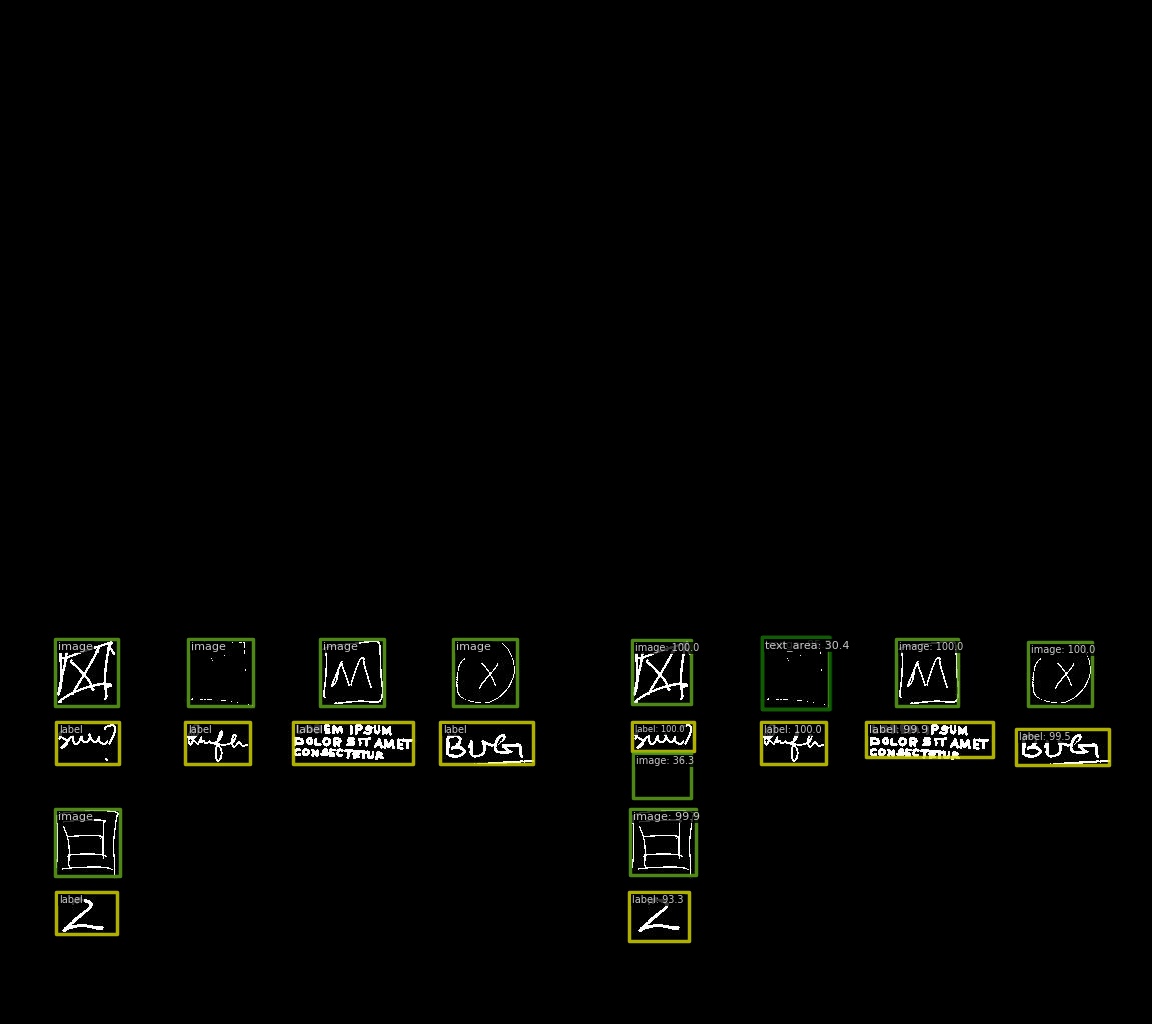 image image image image image: 100.0 text_area: 30.4 image: 100.0 image: 100.0
X M X X M X
label label label label label: 100.0 label: 100.0 label: 99.9 label: 99.5
EM IPSUM PSUM
DOLOR SIT AMET BUG DOLOR SIT AMET BUG
CONSECTETUR CONSECTETUR
image: 36.3
image image: 99.9
label label: 93.3
2